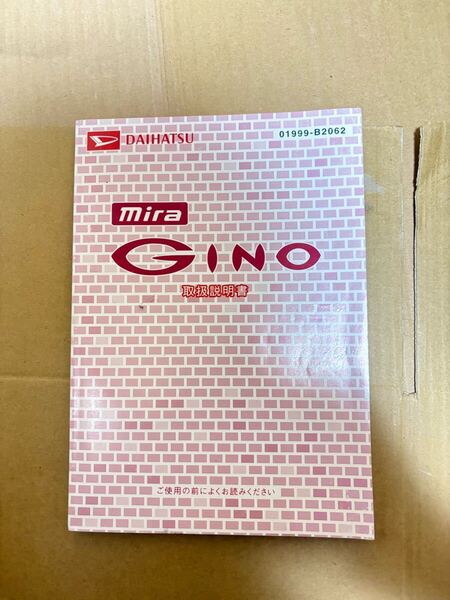 DAIHATSU
01999-B2062
mira
GINO
取扱説明書
ご使用の前によくお読みください